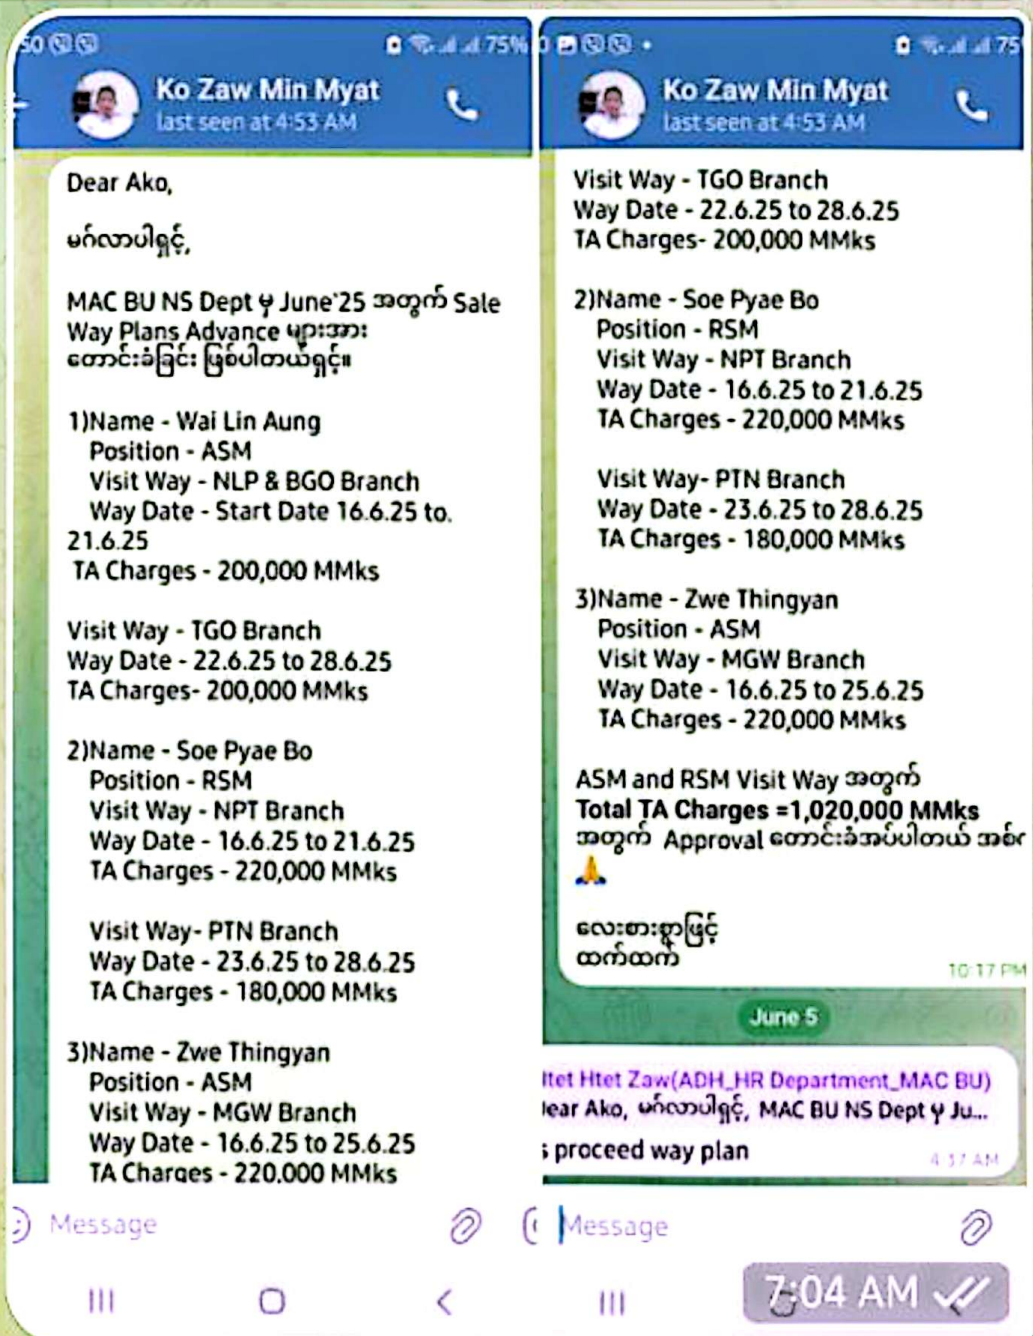 50
75%
Ko Zaw Min Myat
last seen at 4:53 AM
Dear Ako,
မင်္ဂလာပါရှင့်,
MAC BU NS Dept မှ June'25 အတွက် Sale
Way Plans Advance များအား
တောင်းခံခြင်း ဖြစ်ပါတယ်ရှင့်။
1)Name - Wai Lin Aung
Position - ASM
Visit Way - NLP & BGO Branch
Way Date - Start Date 16.6.25 to.
21.6.25
TA Charges - 200,000 MMks
Visit Way - TGO Branch
Way Date - 22.6.25 to 28.6.25
TA Charges- 200,000 MMks
2)Name - Soe Pyae Bo
Position - RSM
Visit Way - NPT Branch
Way Date - 16.6.25 to 21.6.25
TA Charges - 220,000 MMks
Visit Way- PTN Branch
Way Date - 23.6.25 to 28.6.25
TA Charges - 180,000 MMks
3)Name - Zwe Thingyan
Position - ASM
Visit Way - MGW Branch
Way Date - 16.6.25 to 25.6.25
TA Charges - 220,000 MMks
Message
0
75
Ko Zaw Min Myat
last seen at 4:53 AM
Visit Way - TGO Branch
Way Date - 22.6.25 to 28.6.25
TA Charges- 200,000 MMks
2)Name - Soe Pyae Bo
Position - RSM
Visit Way - NPT Branch
Way Date - 16.6.25 to 21.6.25
TA Charges - 220,000 MMks
Visit Way- PTN Branch
Way Date - 23.6.25 to 28.6.25
TA Charges - 180,000 MMks
3)Name - Zwe Thingyan
Position - ASM
Visit Way - MGW Branch
Way Date - 16.6.25 to 25.6.25
TA Charges - 220,000 MMks
ASM and RSM Visit Way အတွက်
Total TA Charges =1,020,000 MMks
အတွက် Approval တောင်းခံအပ်ပါတယ်
🙏
လေးစားစွာဖြင့်
ထက်ထက်
10:17 PM
June 5
Htet Zaw(ADH_HR Department_MAC BU)
Ako, မင်္ဂလာပါရှင့်, MAC BU NS Dept မှ Ju...
proceed way plan
4:37 AM
Message
7:04 AM